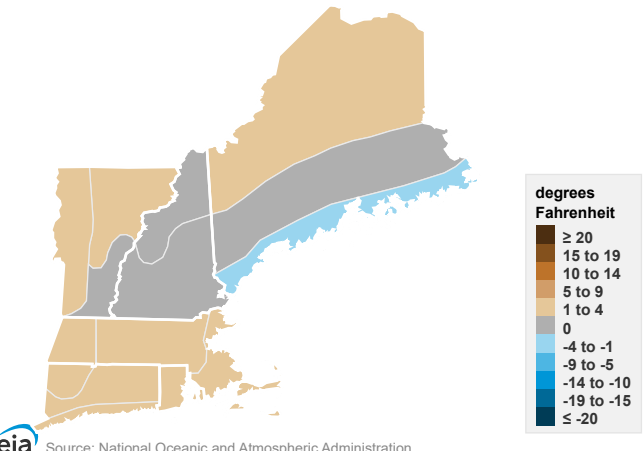 degrees
Fahrenheit
≥ 20
15 to 19
10 to 14
5 to 9
1 to 4
0
-4 to -1
-9 to -5
-14 to -10
-19 to -15
≤ -20
eia
Source: National Oceanic and Atmospheric Administration